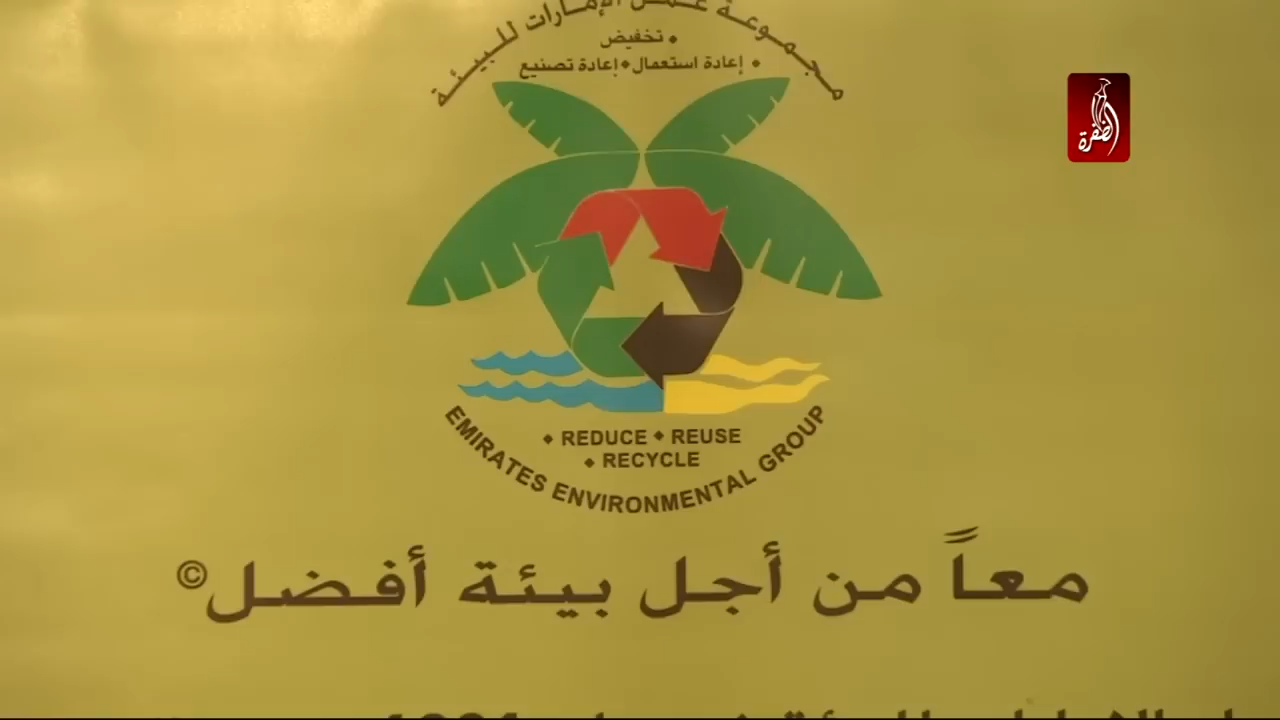 مجموعة عمل الإمارات للبيئة
• تخفيض
• إعادة استعمال • إعادة تصنيع
الظفرة
◆ REDUCE ◆ REUSE
◆ RECYCLE
EMIRATES ENVIRONMENTAL GROUP
معاً من أجل بيئة أفضل©